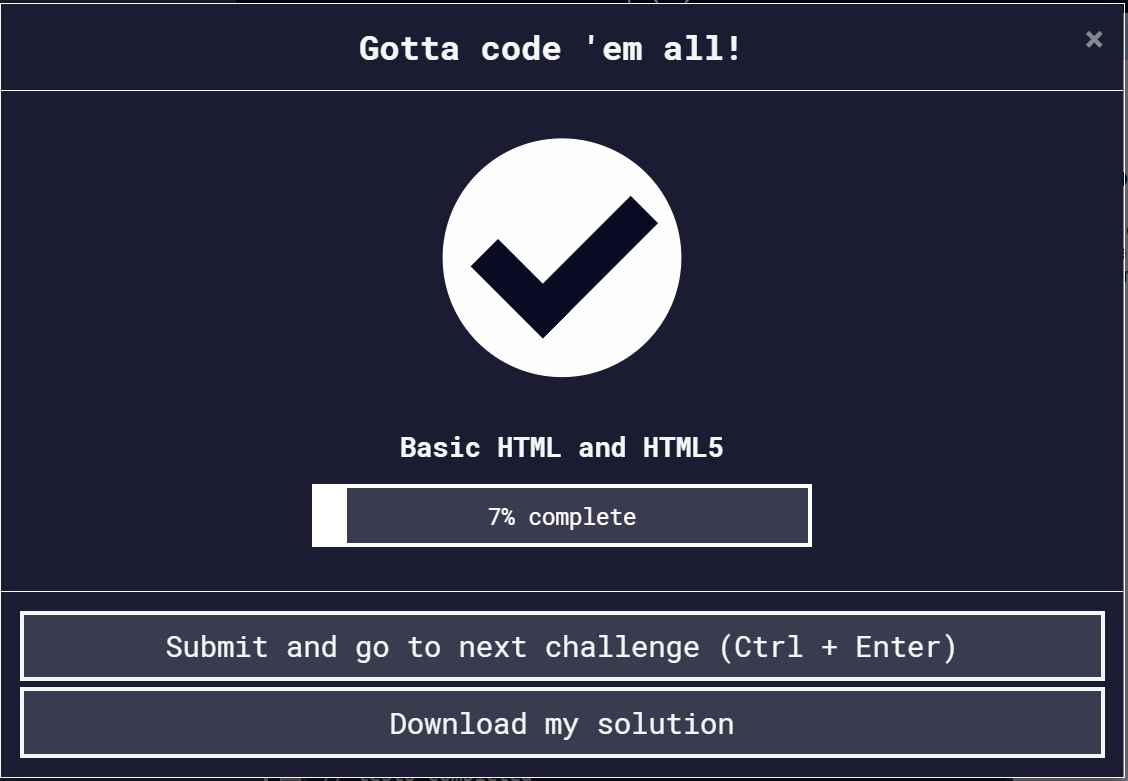 Gotta code 'em all!
×
Basic HTML and HTML5
7% complete
Submit and go to next challenge (Ctrl + Enter)
Download my solution